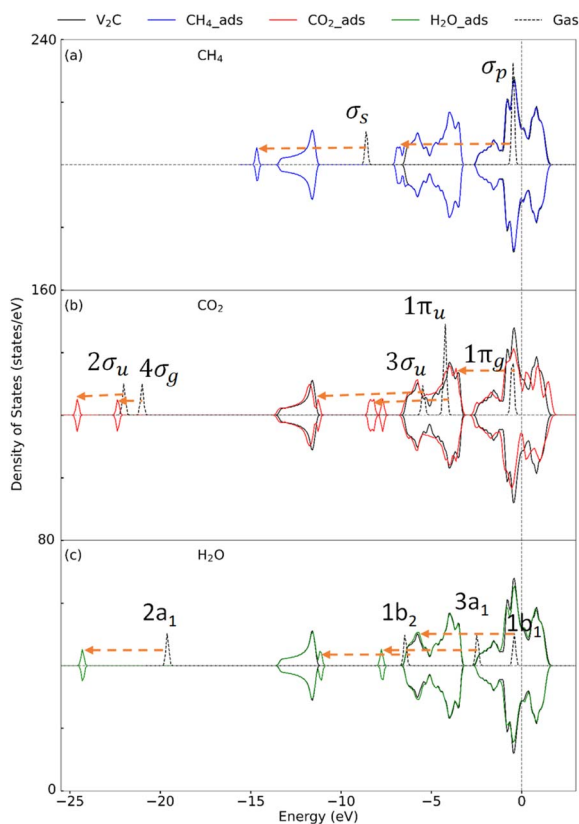 V₂C CH₄_ads CO₂_ads H₂O_ads Gas
240
(a) CH₄
σₛ
σₚ
160
(b) CO₂
1πᵤ
2σᵤ 4σg
3σᵤ 1πg
80
(c) H₂O
2a₁ 1b₂ 3a₁ 1b₁
0
Density of States (states/eV)
−25 −20 −15 −10 −5 0
Energy (eV)